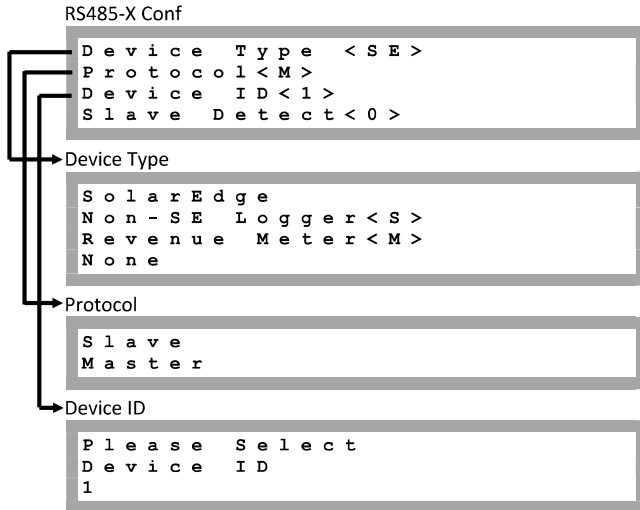 RS485-X Conf
Device Type <SE>
Protocol<M>
Device ID<1>
Slave Detect<0>
Device Type
SolarEdge
Non-SE Logger<S>
Revenue Meter<M>
None
Protocol
Slave
Master
Device ID
Please Select
Device ID
1